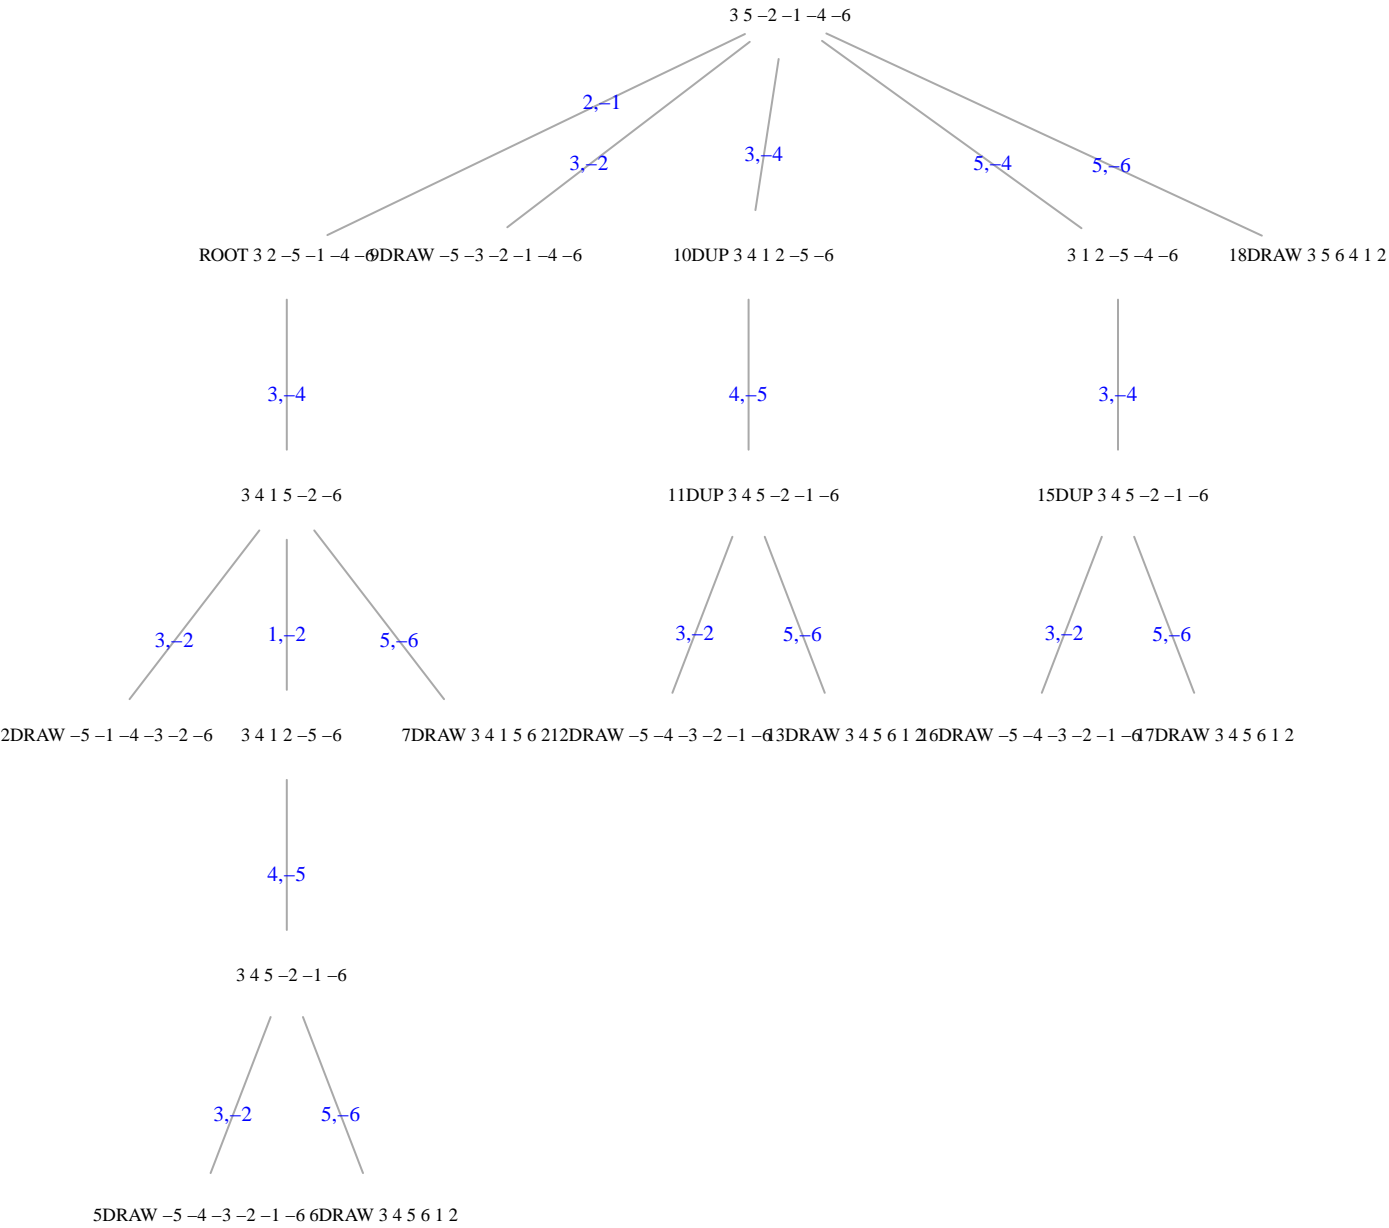 3 5 –2 –1 –4 –6
2,–1
3,–2
3,–4
5,–4
5,–6
ROOT 3 2 –5 –1 –4 –6
9DRAW –5 –3 –2 –1 –4 –6
10DUP 3 4 1 2 –5 –6
3 1 2 –5 –4 –6
18DRAW 3 5 6 4 1 2
3,–4
4,–5
3,–4
3 4 1 5 –2 –6
11DUP 3 4 5 –2 –1 –6
15DUP 3 4 5 –2 –1 –6
3,–2
1,–2
5,–6
3,–2
5,–6
3,–2
5,–6
2DRAW –5 –1 –4 –3 –2 –6
3 4 1 2 –5 –6
7DRAW 3 4 1 5 6 2
12DRAW –5 –4 –3 –2 –1 –6
13DRAW 3 4 5 6 1 2
16DRAW –5 –4 –3 –2 –1 –6
17DRAW 3 4 5 6 1 2
4,–5
3 4 5 –2 –1 –6
3,–2
5,–6
5DRAW –5 –4 –3 –2 –1 –6
6DRAW 3 4 5 6 1 2